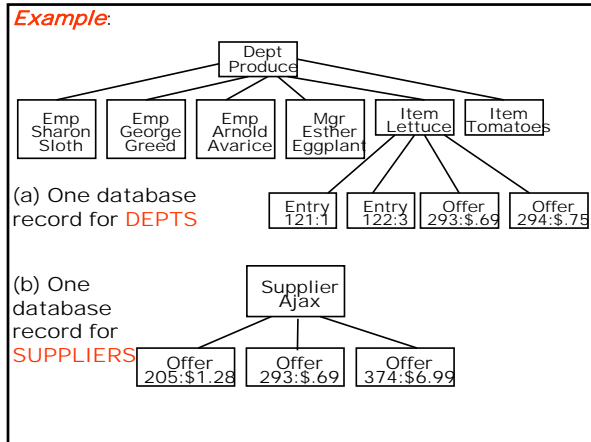 Example:
Dept
Produce
Emp
Sharon
Sloth
Emp
George
Greed
Emp
Arnold
Avarice
Mgr
Esther
Eggplant
Item
Lettuce
Item
Tomatoes
(a) One database
record for DEPTS
Entry
121:1
Entry
122:3
Offer
293:$.69
Offer
294:$.75
(b) One
database
record for
SUPPLIERS
Supplier
Ajax
Offer
205:$1.28
Offer
293:$.69
Offer
374:$6.99